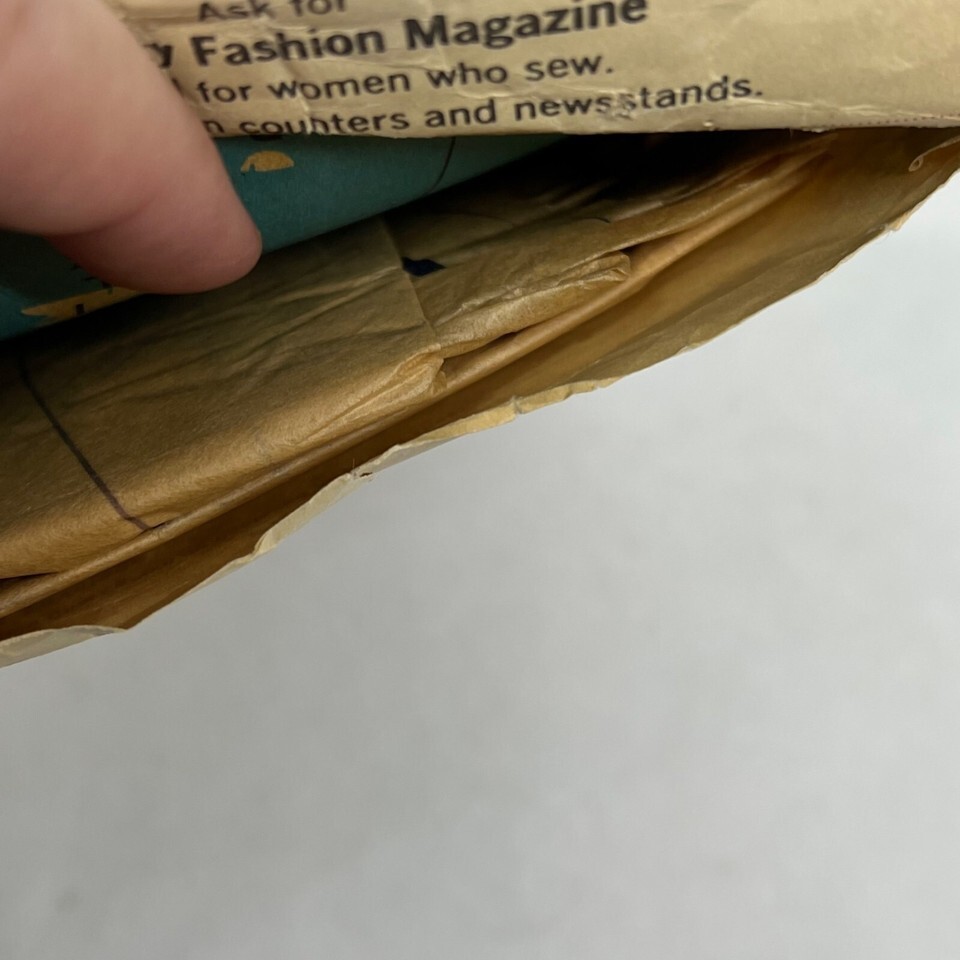 Ask for
y Fashion Magazine
for women who sew.
n counters and newsstands.